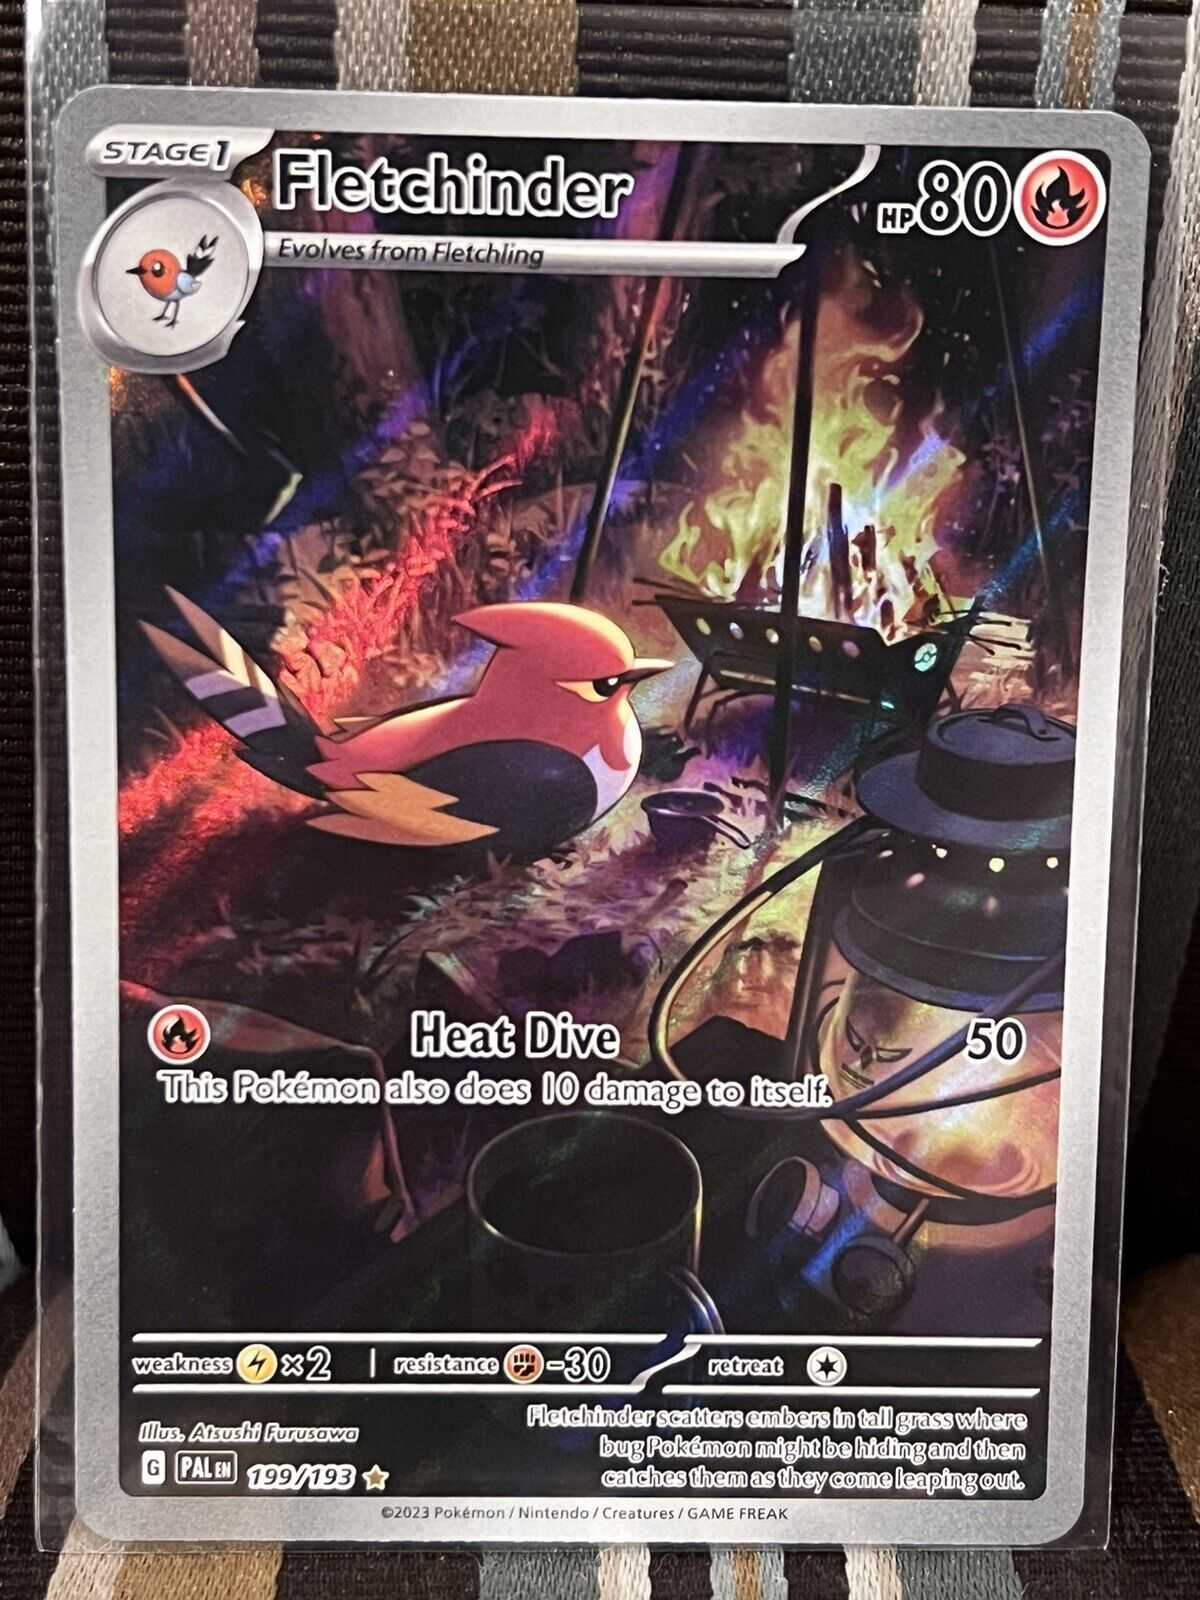 STAGE1
Fletchinder
HP80
Evolves from Fletchling
Heat Dive 50
This Pokémon also does 10 damage to itself.
weakness ×2 | resistance -30 retreat
Illus. Atsushi Furusawa
Fletchinder scatters embers in tall grass where
bug Pokémon might be hiding and then
catches them as they come leaping out.
G PAL EN 199/193
©2023 Pokémon / Nintendo / Creatures / GAME FREAK